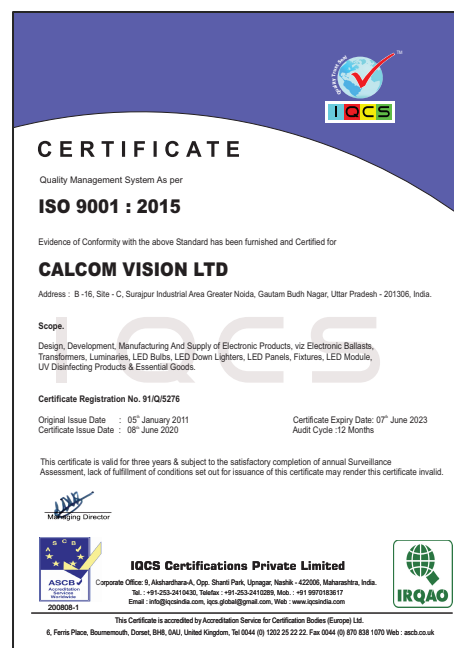 Quality Trust Seal
TM
IQCS
CERTIFICATE
Quality Management System As per
ISO 9001 : 2015
Evidence of Conformity with the above Standard has been furnished and Certified for
CALCOM VISION LTD
Address : B -16, Site - C, Surajpur Industrial Area Greater Noida, Gautam Budh Nagar, Uttar Pradesh - 201306, India.
IQCS
Scope.
Design, Development, Manufacturing And Supply of Electronic Products, viz Electronic Ballasts,
Transformers, Luminaries, LED Bulbs, LED Down Lighters, LED Panels, Fixtures, LED Module,
UV Disinfecting Products & Essential Goods.
Certificate Registration No. 91/Q/5276
Original Issue Date : 05th January 2011 Certificate Expiry Date: 07th June 2023
Certificate Issue Date : 08th June 2020 Audit Cycle :12 Months
This certificate is valid for three years & subject to the satisfactory completion of annual Surveillance
Assessment, lack of fulfillment of conditions set out for issuance of this certificate may render this certificate invalid.
Managing Director
ASCB
ASCB
Accreditation
Services
Worldwide
200808-1
IQCS Certifications Private Limited
Corporate Office: 9, Akshardhara-A, Opp. Shanti Park, Upnagar, Nashik - 422006, Maharashtra, India.
Tel. : +91-253-2410430, Telefax : +91-253-2410289, Mob. : +91 9970183617
Email : info@iqcsindia.com, iqcs.global@gmail.com, Web : www.iqcsindia.com
IRQAO
This Certificate is accredited by Accreditation Service for Certification Bodies (Europe) Ltd.
6, Ferris Place, Bournemouth, Dorset, BH8, 0AU, United Kingdom, Tel 0044 (0) 1202 25 22 22. Fax 0044 (0) 870 838 1070 Web : ascb.co.uk